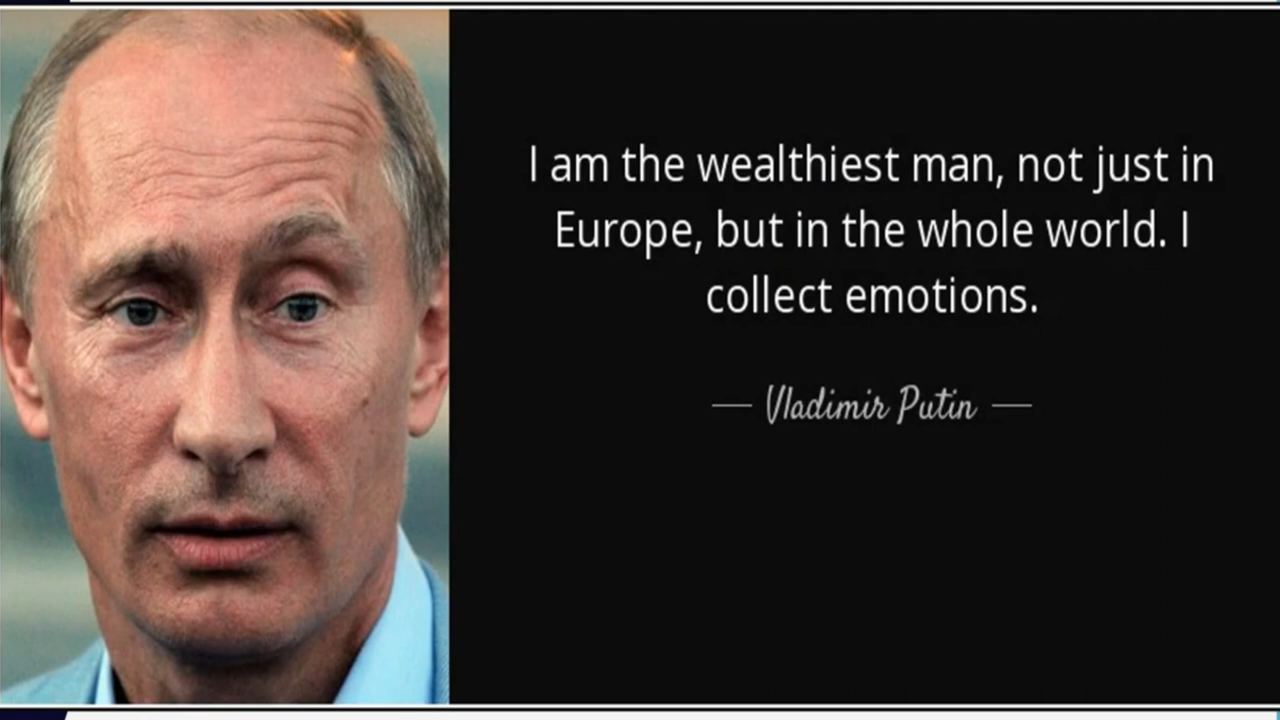 I am the wealthiest man, not just in
Europe, but in the whole world. I
collect emotions.
— Vladimir Putin —